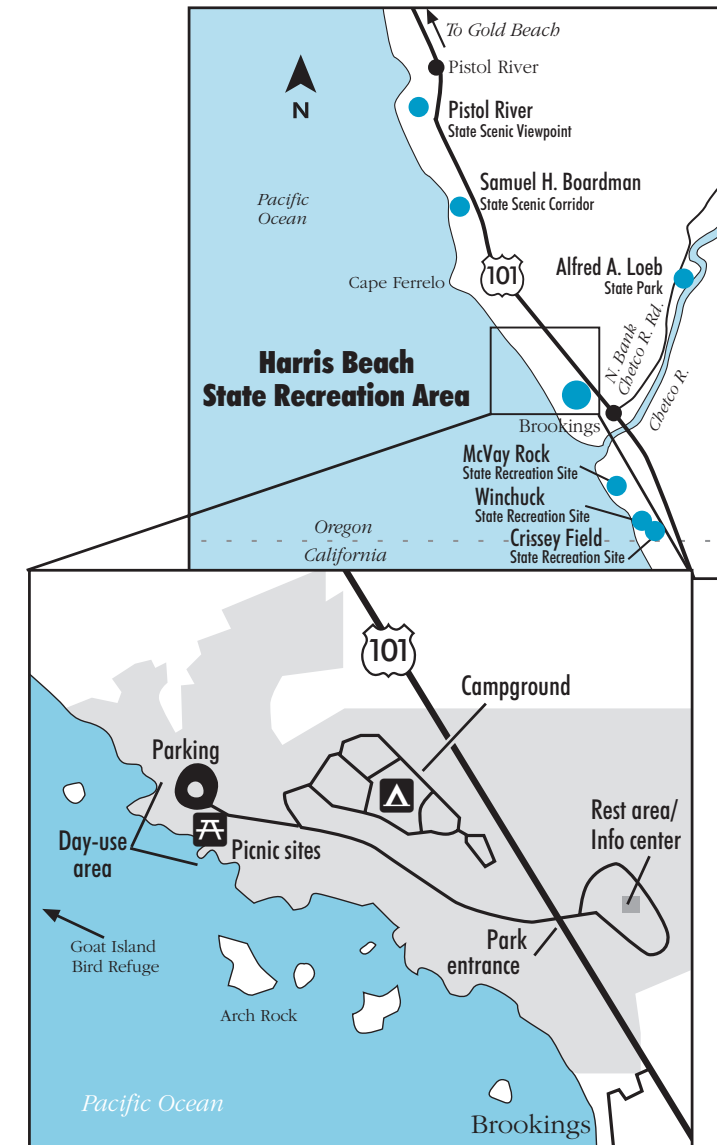 To Gold Beach
Pistol River
N
Pistol River
State Scenic Viewpoint
Samuel H. Boardman
State Scenic Corridor
Pacific
Ocean
101
Alfred A. Loeb
State Park
Cape Ferrelo
N. Bank
Chetco R. Rd.
Chetco R.
Harris Beach
State Recreation Area
Brookings
McVay Rock
State Recreation Site
Winchuck
State Recreation Site
Crissey Field
State Recreation Site
Oregon
California
101
Campground
Parking
Rest area/
Info center
Day-use
area
Picnic sites
Park
entrance
Goat Island
Bird Refuge
Arch Rock
Pacific Ocean
Brookings